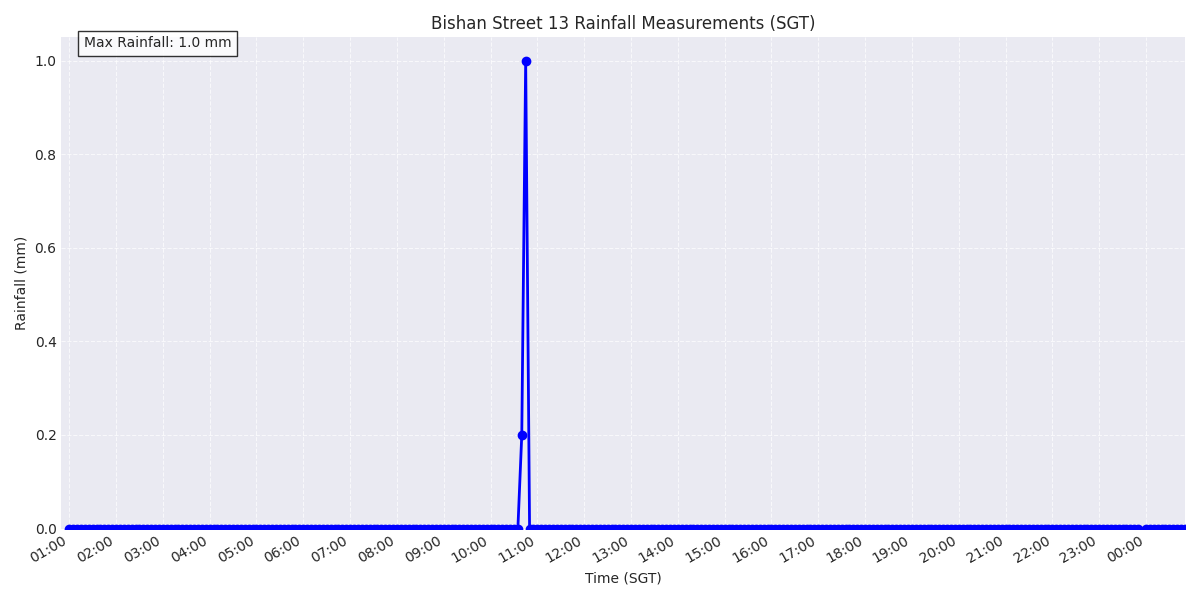 Bishan Street 13 Rainfall Measurements (SGT)
Max Rainfall: 1.0 mm
1.0
0.8
0.6
0.4
0.2
0.0
Rainfall (mm)
01:00 02:00 03:00 04:00 05:00 06:00 07:00 08:00 09:00 10:00 11:00 12:00 13:00 14:00 15:00 16:00 17:00 18:00 19:00 20:00 21:00 22:00 23:00 00:00
Time (SGT)